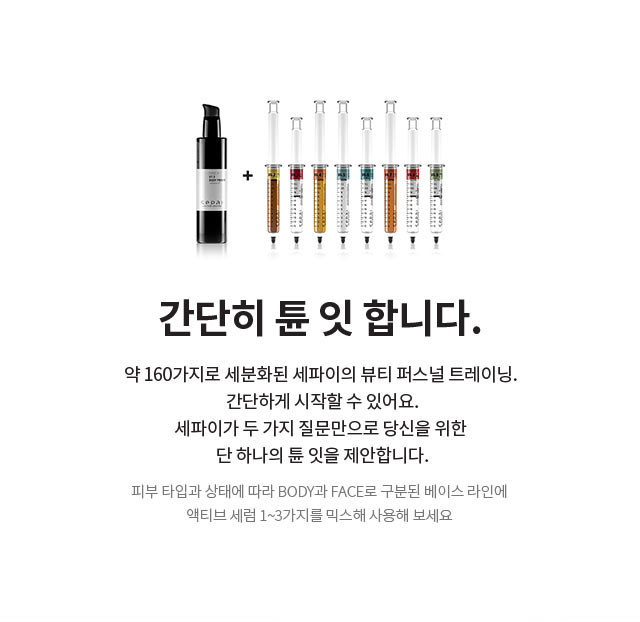 cepai
+
간단히 튠 잇 합니다.
약 160가지로 세분화된 세파이의 뷰티 퍼스널 트레이닝.
간단하게 시작할 수 있어요.
세파이가 두 가지 질문만으로 당신을 위한
단 하나의 튠 잇을 제안합니다.
피부 타입과 상태에 따라 BODY과 FACE로 구분된 베이스 라인에
액티브 세럼 1~3가지를 믹스해 사용해 보세요